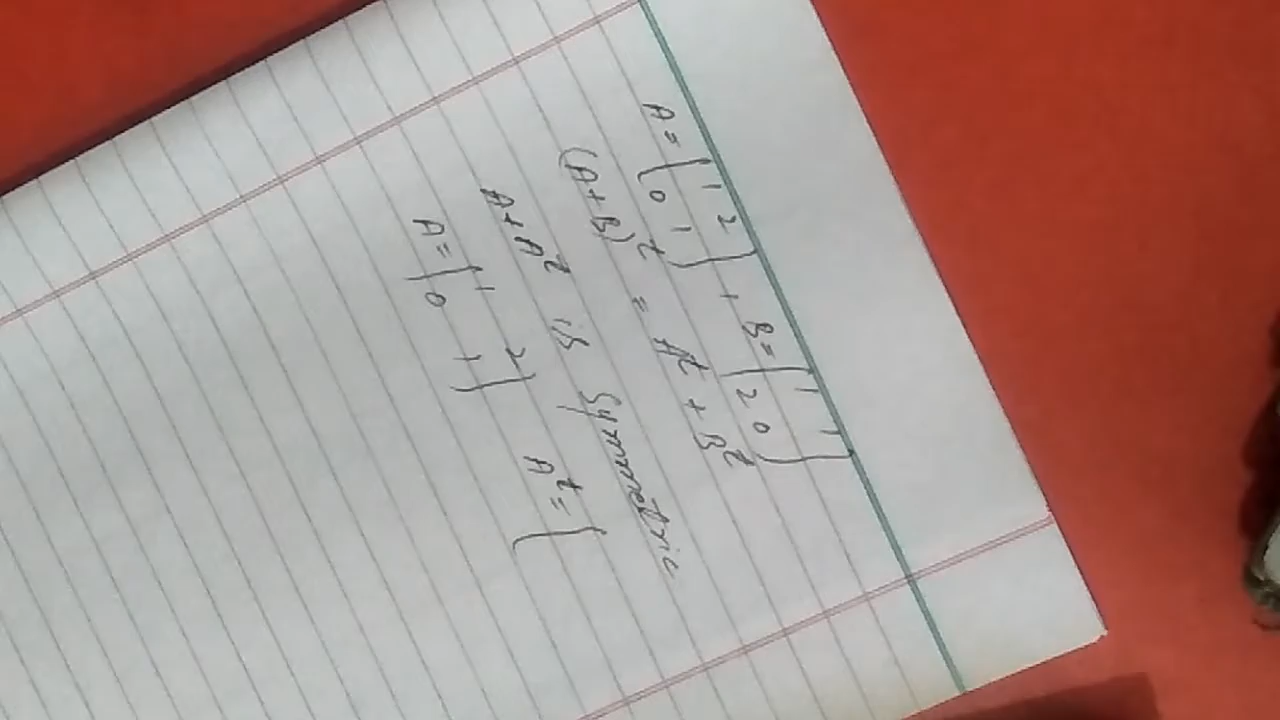 A = [1 2
0 1] , B = [1 1
2 0]
(A+B)^t = A^t + B^t
A + A^t is symmetric
A = [1 2
0 1] A^t = [